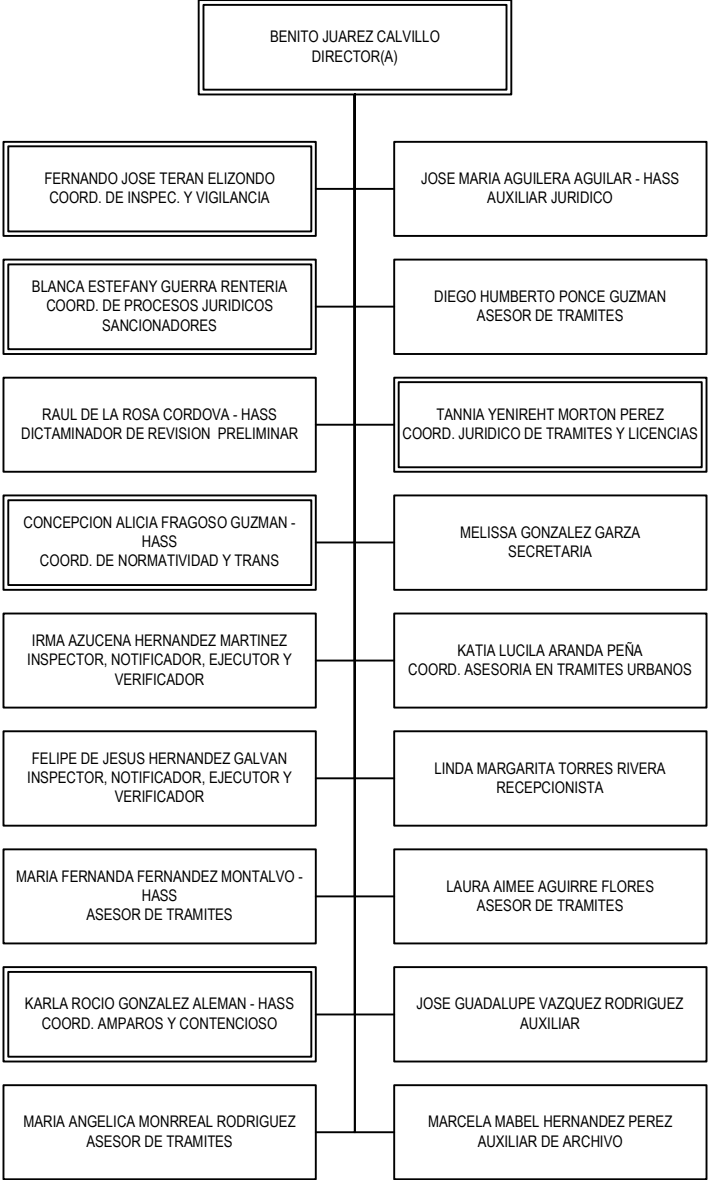 BENITO JUAREZ CALVILLO
DIRECTOR(A)
FERNANDO JOSE TERAN ELIZONDO
COORD. DE INSPEC. Y VIGILANCIA
JOSE MARIA AGUILERA AGUILAR - HASS
AUXILIAR JURIDICO
BLANCA ESTEFANY GUERRA RENTERIA
COORD. DE PROCESOS JURIDICOS
SANCIONADORES
DIEGO HUMBERTO PONCE GUZMAN
ASESOR DE TRAMITES
RAUL DE LA ROSA CORDOVA - HASS
DICTAMINADOR DE REVISION PRELIMINAR
TANNIA YENIREHT MORTON PEREZ
COORD. JURIDICO DE TRAMITES Y LICENCIAS
CONCEPCION ALICIA FRAGOSO GUZMAN -
HASS
COORD. DE NORMATIVIDAD Y TRANS
MELISSA GONZALEZ GARZA
SECRETARIA
IRMA AZUCENA HERNANDEZ MARTINEZ
INSPECTOR, NOTIFICADOR, EJECUTOR Y
VERIFICADOR
KATIA LUCILA ARANDA PEÑA
COORD. ASESORIA EN TRAMITES URBANOS
FELIPE DE JESUS HERNANDEZ GALVAN
INSPECTOR, NOTIFICADOR, EJECUTOR Y
VERIFICADOR
LINDA MARGARITA TORRES RIVERA
RECEPCIONISTA
MARIA FERNANDA FERNANDEZ MONTALVO -
HASS
ASESOR DE TRAMITES
LAURA AIMEE AGUIRRE FLORES
ASESOR DE TRAMITES
KARLA ROCIO GONZALEZ ALEMAN - HASS
COORD. AMPAROS Y CONTENCIOSO
JOSE GUADALUPE VAZQUEZ RODRIGUEZ
AUXILIAR
MARIA ANGELICA MONRREAL RODRIGUEZ
ASESOR DE TRAMITES
MARCELA MABEL HERNANDEZ PEREZ
AUXILIAR DE ARCHIVO